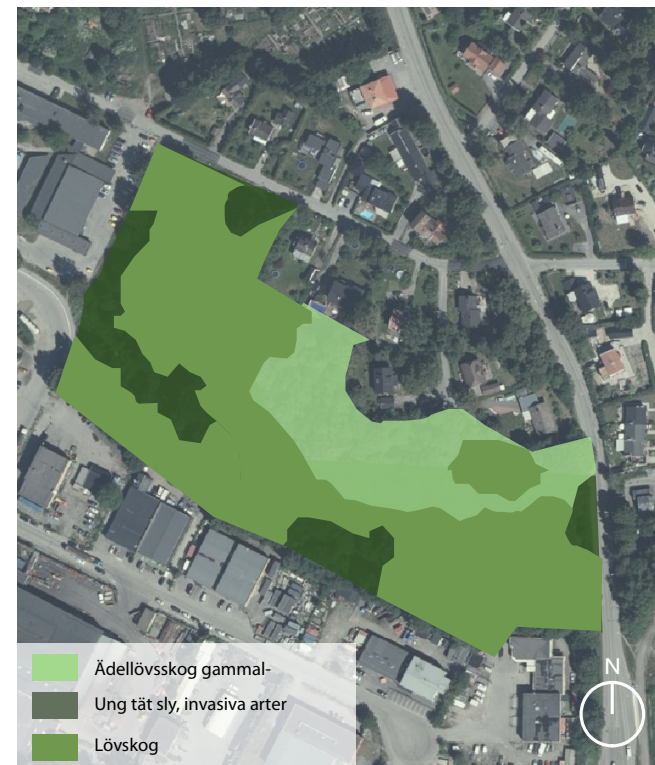 Ädellövsskog gammal-
Ung tät sly, invasiva arter
Lövskog
N